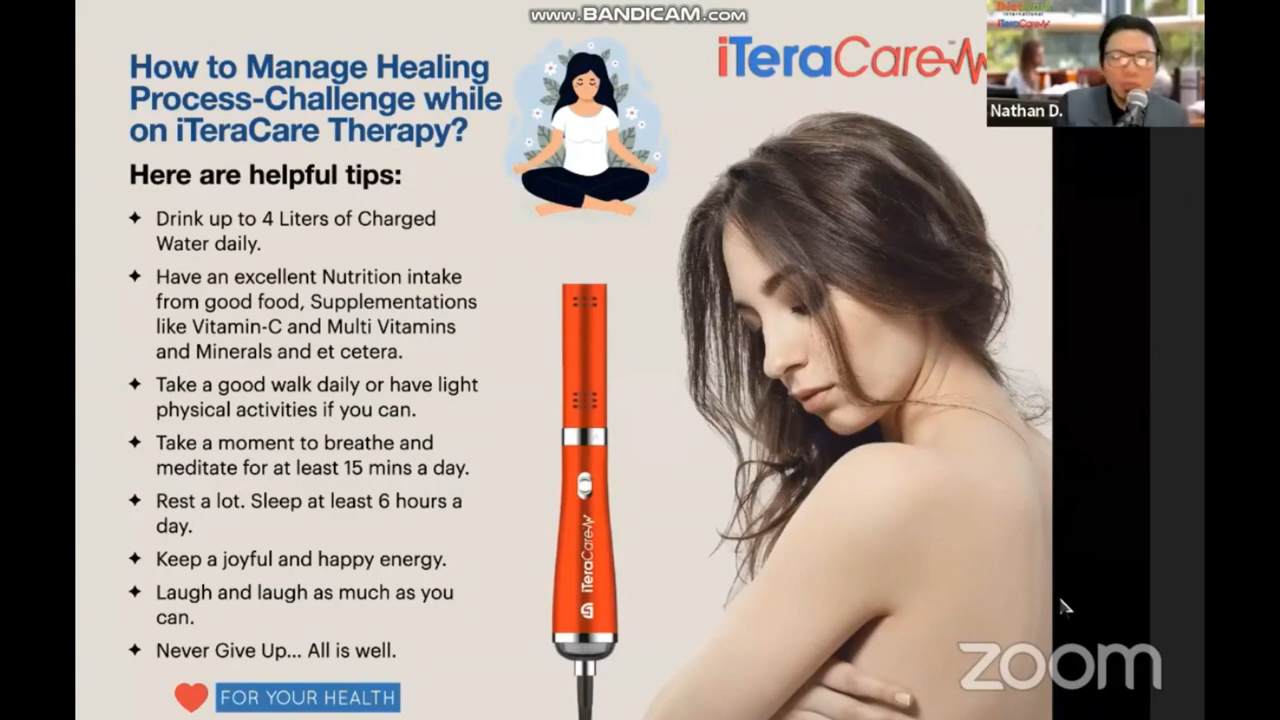 www.BANDICAM.com
How to Manage Healing
Process-Challenge while
on iTeraCare Therapy?
Here are helpful tips:
✦ Drink up to 4 Liters of Charged
Water daily.
✦ Have an excellent Nutrition intake
from good food, Supplementations
like Vitamin-C and Multi Vitamins
and Minerals and et cetera.
✦ Take a good walk daily or have light
physical activities if you can.
✦ Take a moment to breathe and
meditate for at least 15 mins a day.
✦ Rest a lot. Sleep at least 6 hours a
day.
✦ Keep a joyful and happy energy.
✦ Laugh and laugh as much as you
can.
✦ Never Give Up... All is well.
FOR YOUR HEALTH
iTeraCare
iTeraCare
International
iTeraCare
Nathan D.
zoom